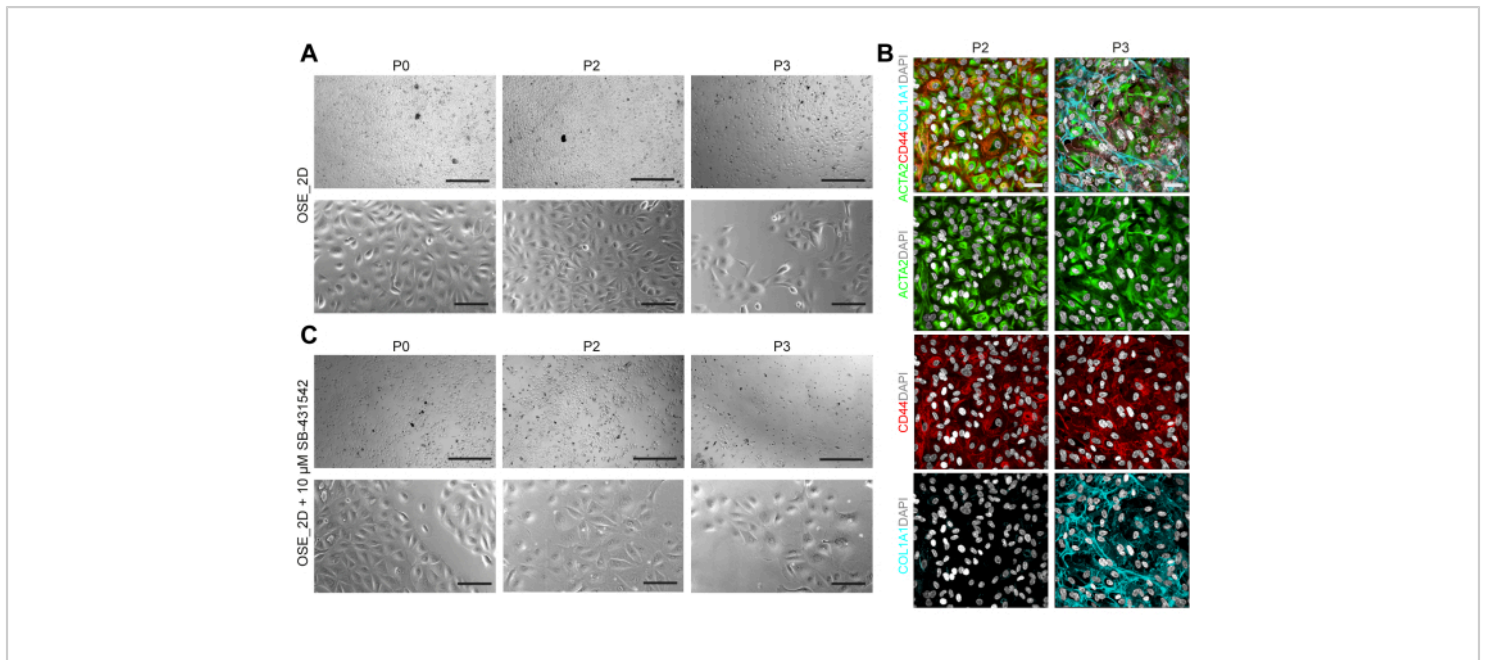 A
P0
P2
P3
OSE_2D
B
P2
P3
ACTA2CD44COL1A1DAPI
ACTA2DAPI
CD44DAPI
COL1A1DAPI
C
P0
P2
P3
OSE_2D + 10 µM SB-431542